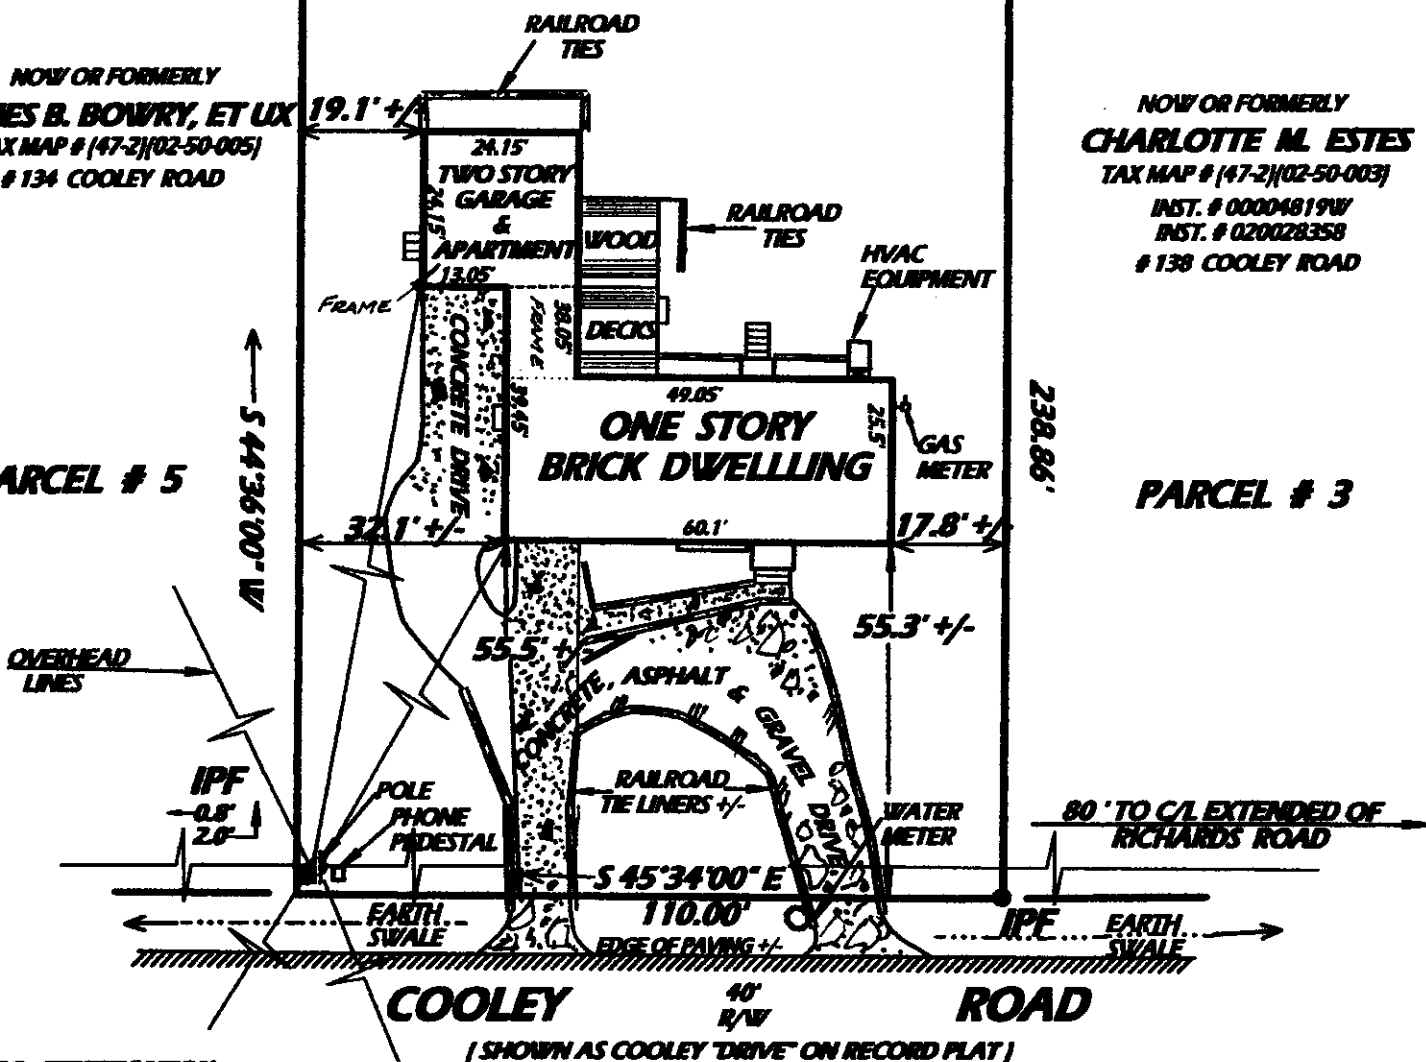 RAILROAD
TIES
NOW OR FORMERLY
B. BOWRY, ET UX
MAP # (47-2)(02-50-005)
# 134 COOLEY ROAD
19.1' +/-
NOW OR FORMERLY
CHARLOTTE M. ESTES
TAX MAP # (47-2)(02-50-003)
INST. # 00004819W
INST. # 020028358
# 138 COOLEY ROAD
24.15'
TWO STORY
GARAGE
&
APARTMENT
24.15'
13.05'
WOOD
DECKS
RAILROAD
TIES
HVAC
EQUIPMENT
FRAME
FRAME
38.05'
CONCRETE DRIVE
39.45'
49.05'
ONE STORY
BRICK DWELLLING
25.5'
60.1'
GAS
METER
238.86'
S 44°36'00" W
PARCEL # 5
PARCEL # 3
32.1' +/-
17.8' +/-
55.5' +/-
55.3' +/-
OVERHEAD
LINES
CONCRETE, ASPHALT & GRAVEL DRIVE
IPF
0.8'
2.0'
POLE
PHONE
PEDESTAL
RAILROAD
TIE LINERS +/-
WATER
METER
80 ' TO C/L EXTENDED OF
RICHARDS ROAD
S 45°34'00" E
110.00'
EARTH
SWALE
EDGE OF PAVING +/-
IPF
EARTH
SWALE
COOLEY 40' ROAD
R/W
( SHOWN AS COOLEY "DRIVE" ON RECORD PLAT )